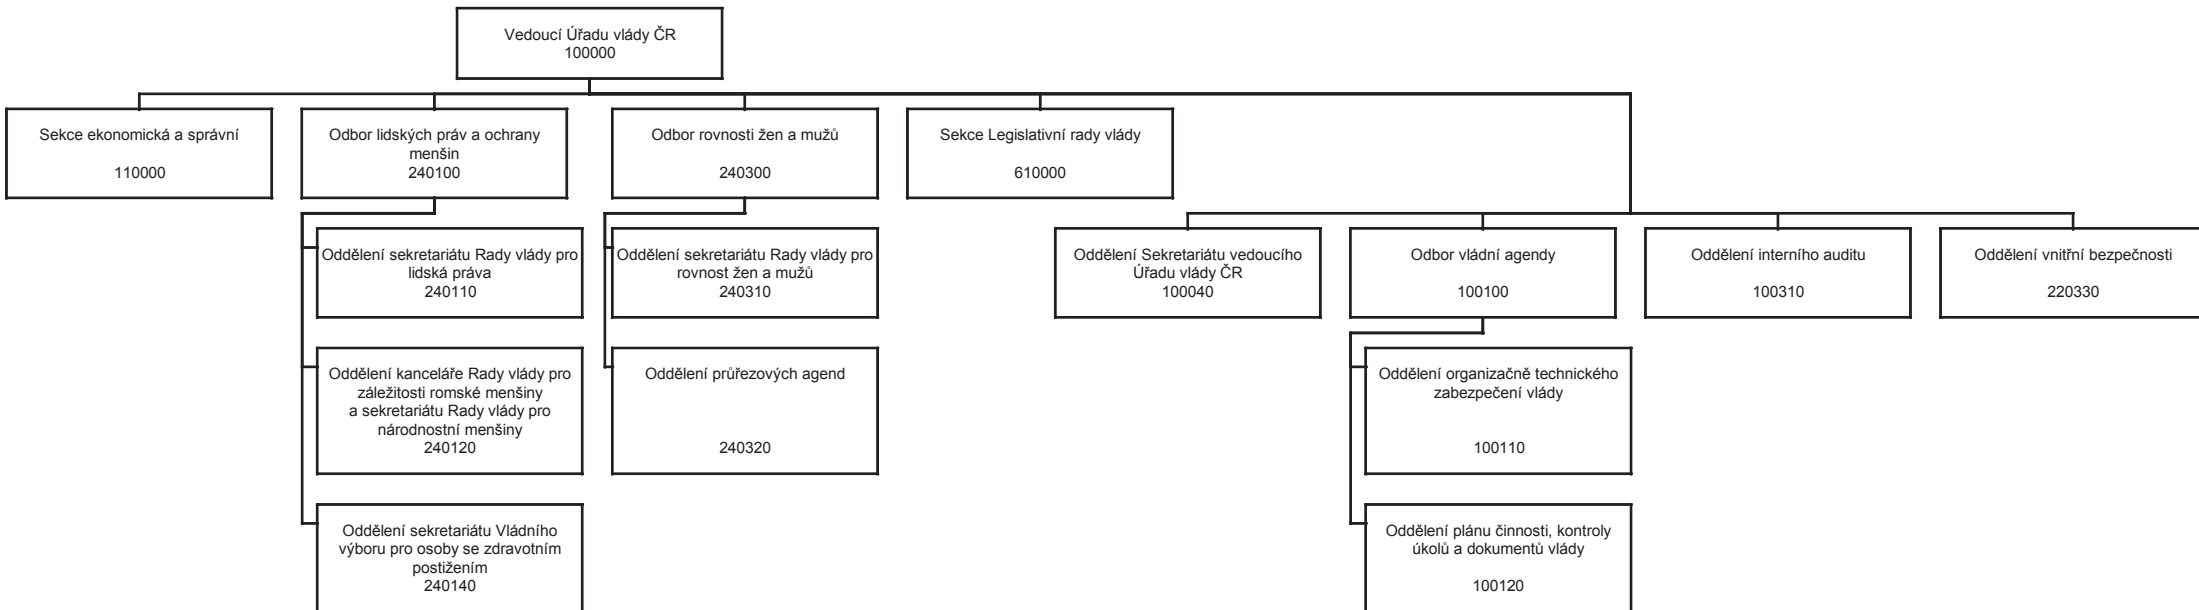 Vedoucí Úřadu vlády ČR
100000
Sekce ekonomická a správní
110000
Odbor lidských práv a ochrany
menšin
240100
Odbor rovnosti žen a mužů
240300
Sekce Legislativní rady vlády
610000
Oddělení sekretariátu Rady vlády pro
lidská práva
240110
Oddělení sekretariátu Rady vlády pro
rovnost žen a mužů
240310
Oddělení Sekretariátu vedoucího
Úřadu vlády ČR
100040
Odbor vládní agendy
100100
Oddělení interního auditu
100310
Oddělení vnitřní bezpečnosti
220330
Oddělení kanceláře Rady vlády pro
záležitosti romské menšiny
a sekretariátu Rady vlády pro
národnostní menšiny
240120
Oddělení průřezových agend
240320
Oddělení organizačně technického
zabezpečení vlády
100110
Oddělení sekretariátu Vládního
výboru pro osoby se zdravotním
postižením
240140
Oddělení plánu činnosti, kontroly
úkolů a dokumentů vlády
100120